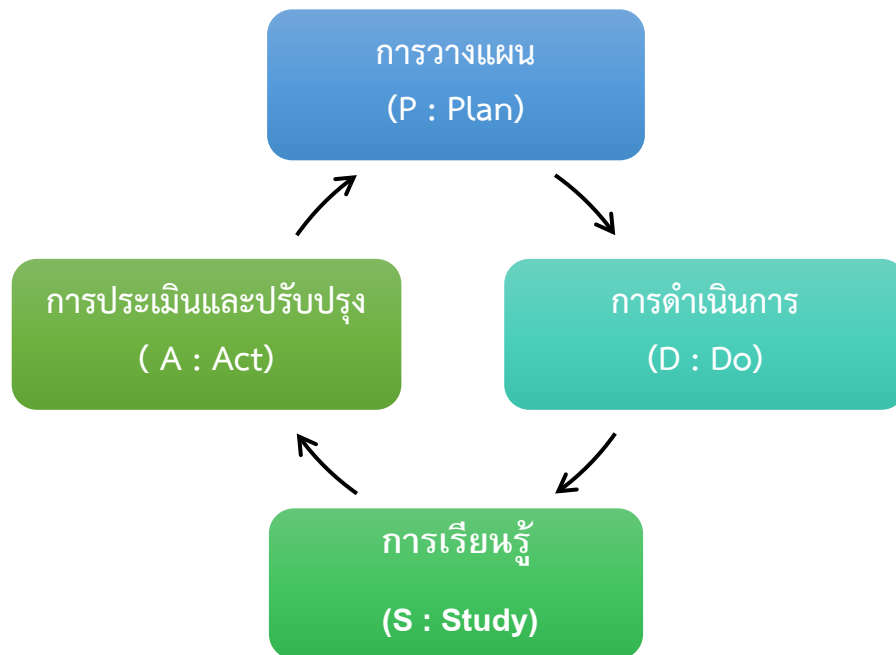 การวางแผน
(P : Plan)
การประเมินและปรับปรุง
( A : Act)
การดำเนินการ
(D : Do)
การเรียนรู้
(S : Study)